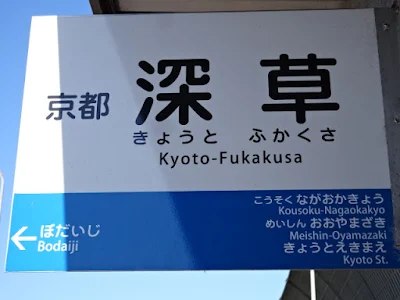 京都 深草
きょうと ふかくさ
Kyoto-Fukakusa
← ぼだいじ
Bodaiji
こうそく ながおかきょう
Kousoku-Nagaokakyo
めいしん おおやまざき
Meishin-Oyamazaki
きょうとえきまえ
Kyoto St.